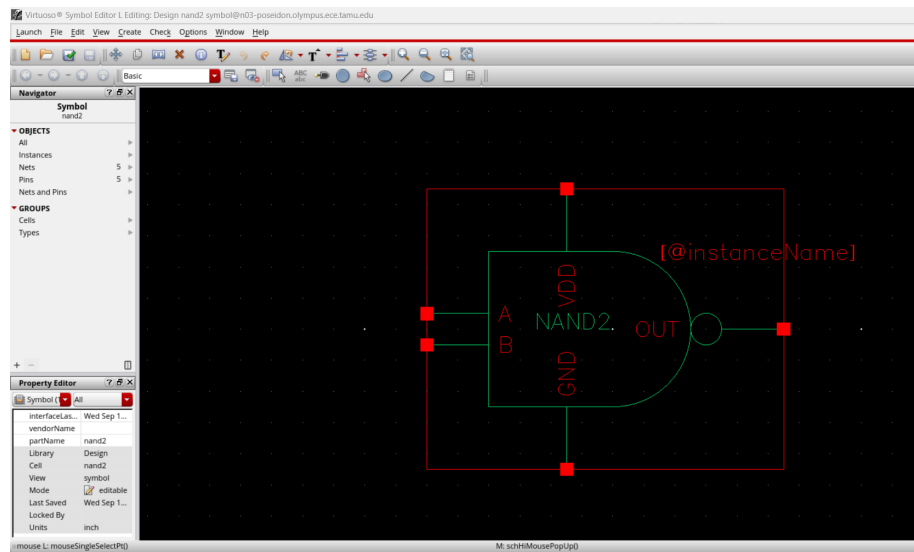 Virtuoso® Symbol Editor L Editing: Design nand2 symbol@n03-poseidon.olympus.ece.tamu.edu
Launch File Edit View Create Check Options Window Help
Basic
ABC
abc
Navigator
Symbol
nand2
OBJECTS
All
Instances
Nets 5
Pins 5
Nets and Pins
GROUPS
Cells
Types
[@instanceName]
VDD
A
NAND2
OUT
B
GND
Property Editor
Symbol (1 All
interfaceLas... Wed Sep 1...
vendorName
partName nand2
Library Design
Cell nand2
View symbol
Mode editable
Last Saved Wed Sep 1...
Locked By
Units inch
mouse L: mouseSingleSelectPt() M: schHiMousePopUp()